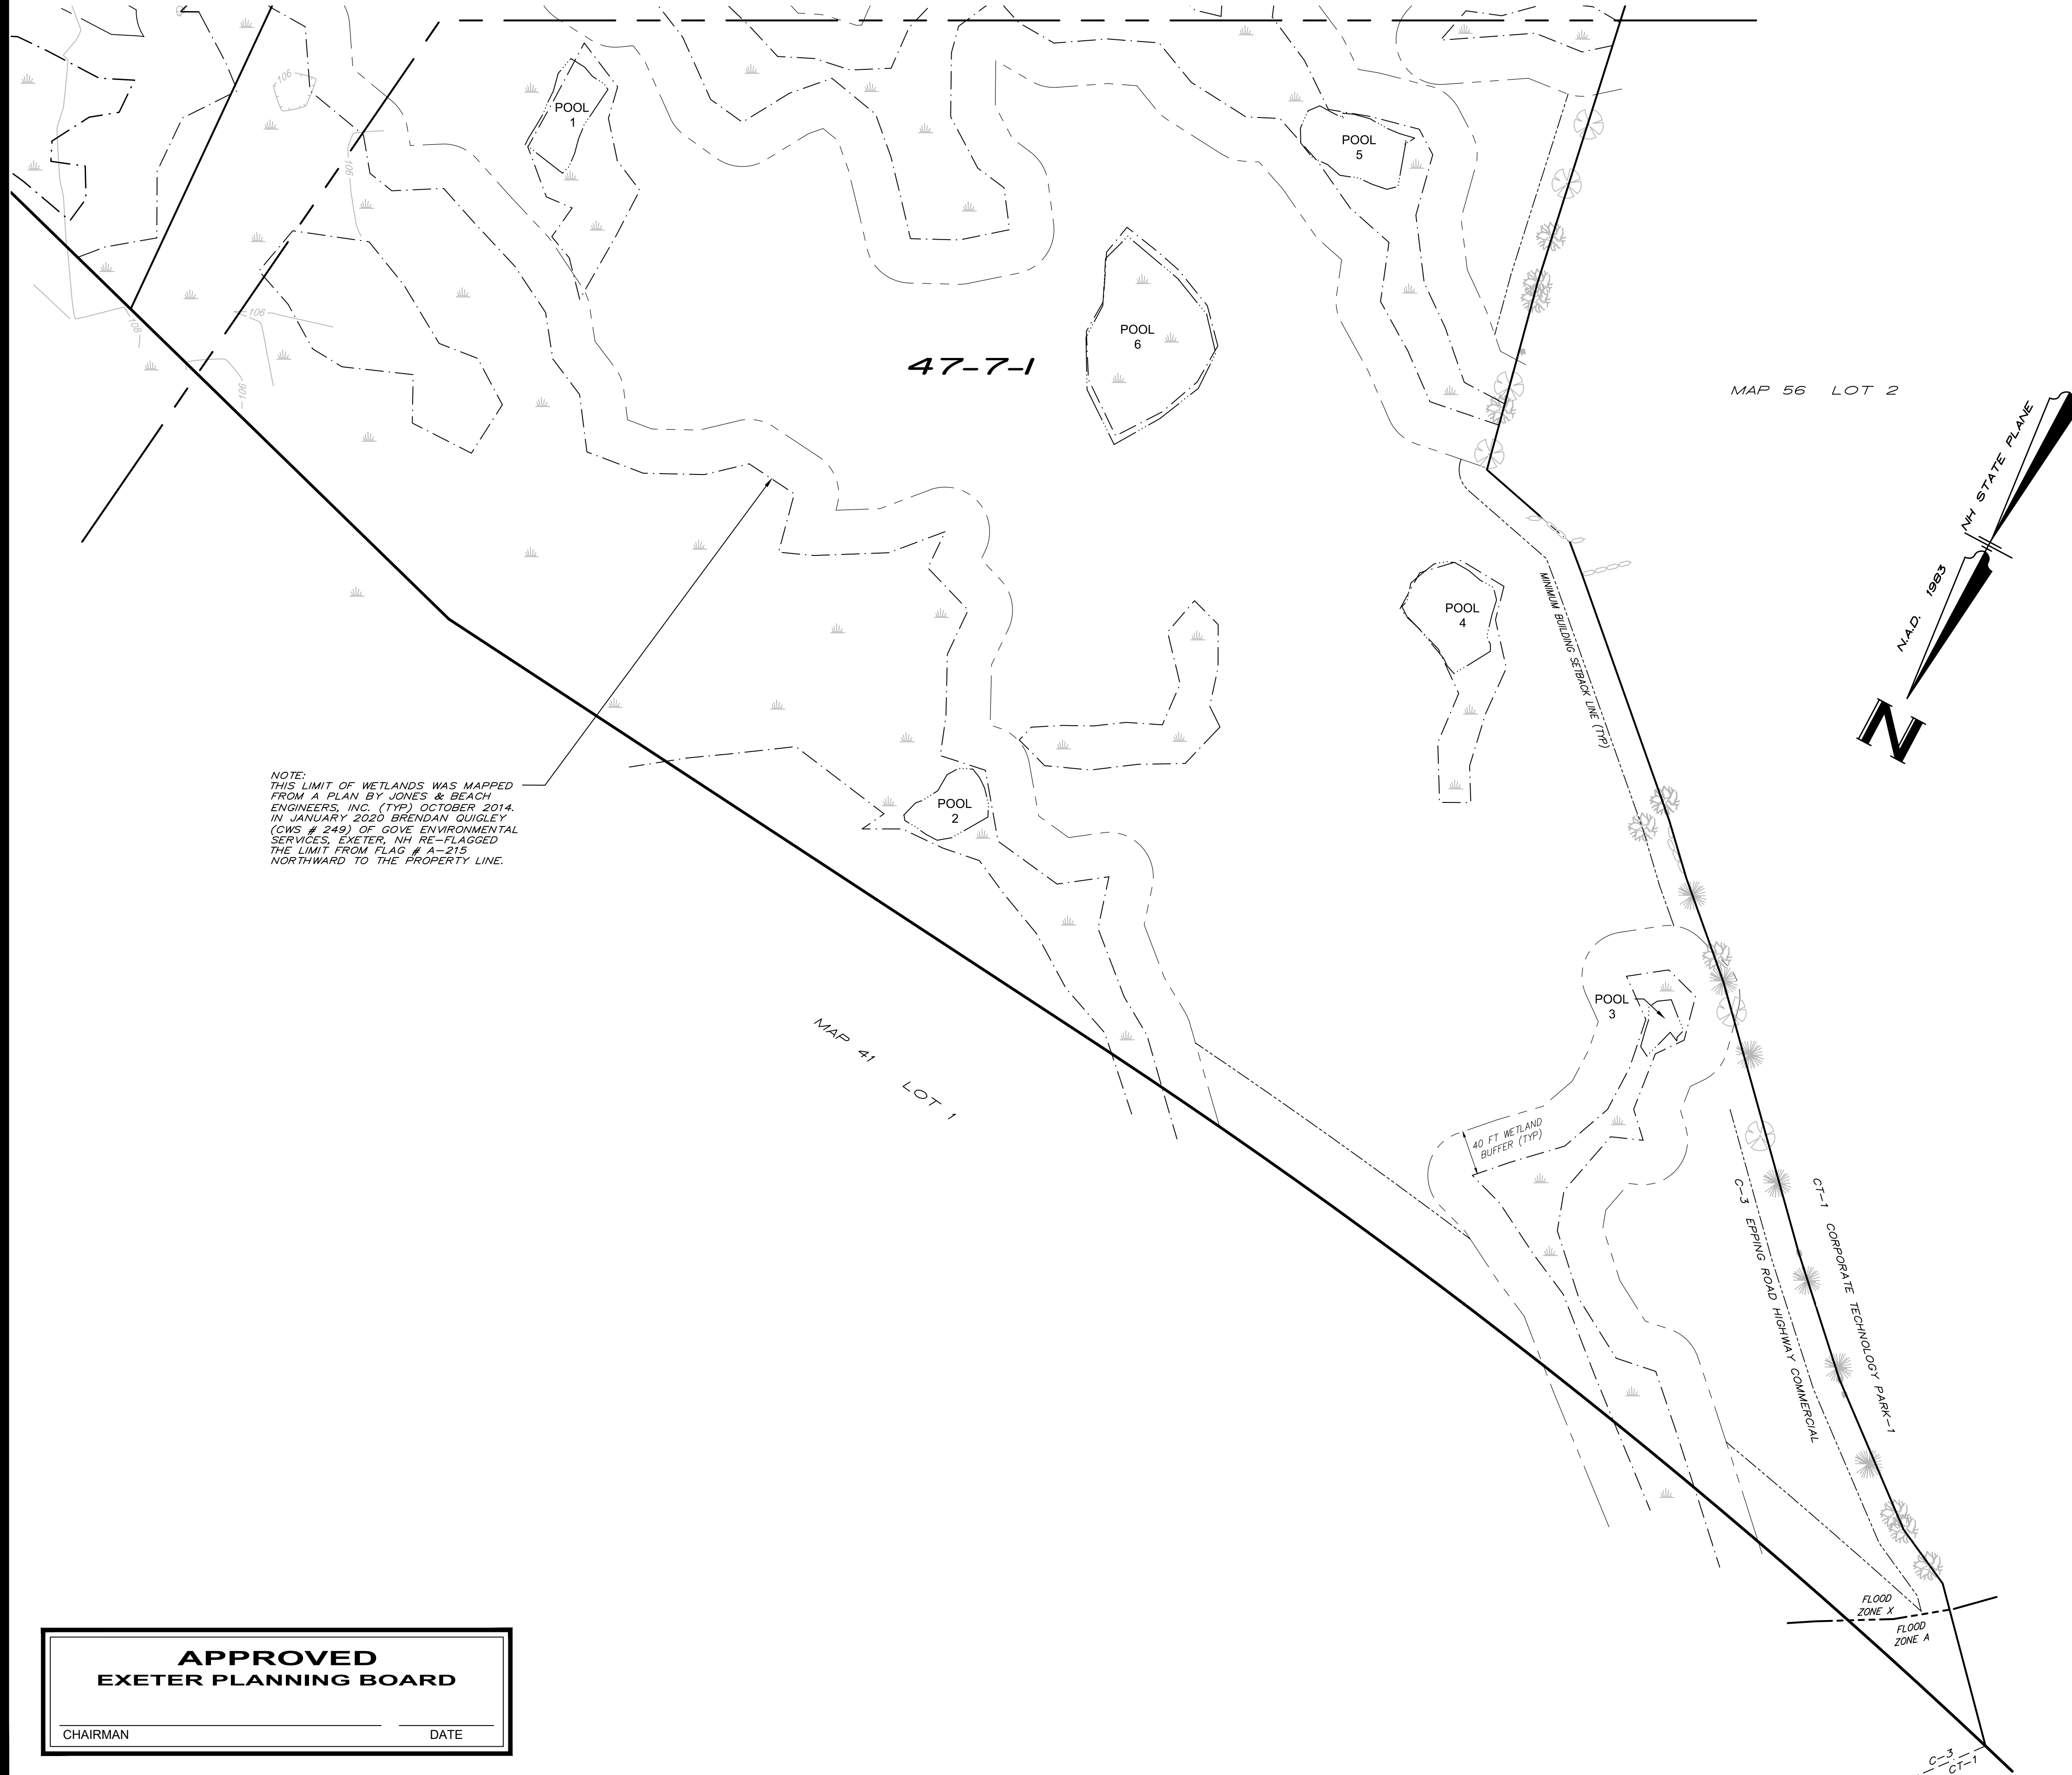 106
106
106
106
108
POOL
1
POOL
5
POOL
6
47-7-1
MAP 56 LOT 2
NH STATE PLANE
N.A.D. 1983
N
POOL
4
MINIMUM BUILDING SETBACK LINE (TYP)
NOTE:
THIS LIMIT OF WETLANDS WAS MAPPED
FROM A PLAN BY JONES & BEACH
ENGINEERS, INC. (TYP) OCTOBER 2014.
IN JANUARY 2020 BRENDAN QUIGLEY
(CWS # 249) OF GOVE ENVIRONMENTAL
SERVICES, EXETER, NH RE-FLAGGED
THE LIMIT FROM FLAG # A-215
NORTHWARD TO THE PROPERTY LINE.
POOL
2
POOL
3
MAP 41 LOT 1
40 FT WETLAND
BUFFER (TYP)
C-3 EPPING ROAD HIGHWAY COMMERCIAL
CT-1 CORPORATE TECHNOLOGY PARK-1
FLOOD
ZONE X
FLOOD
ZONE A
C-3
CT-1
APPROVED
EXETER PLANNING BOARD
CHAIRMAN DATE